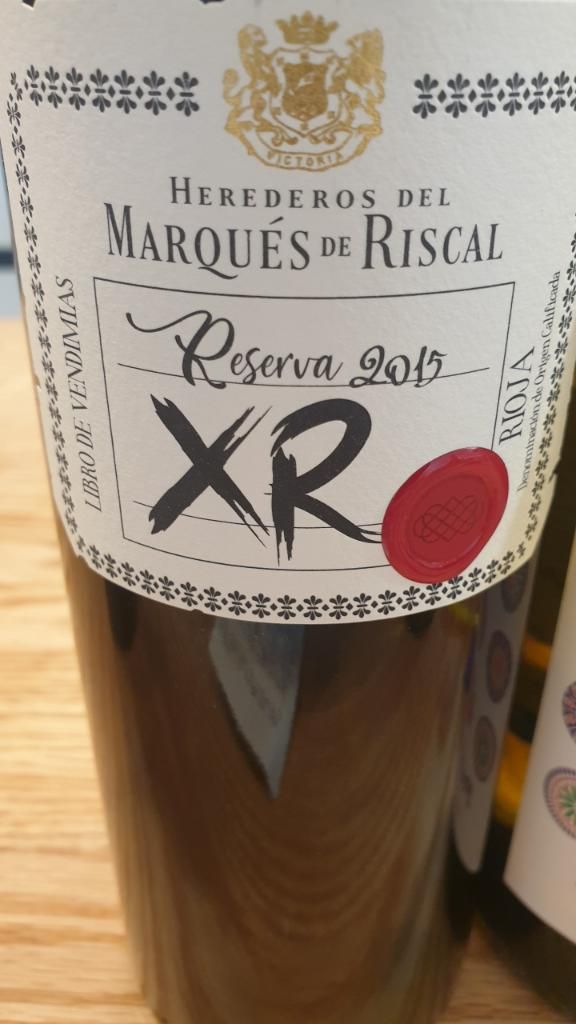 VICTORIA
HEREDEROS DEL
MARQUÉS DE RISCAL
LIBRO DE VENDIMIAS
Reserva 2015
XR
RIOJA
Denominación de Origen Calificada